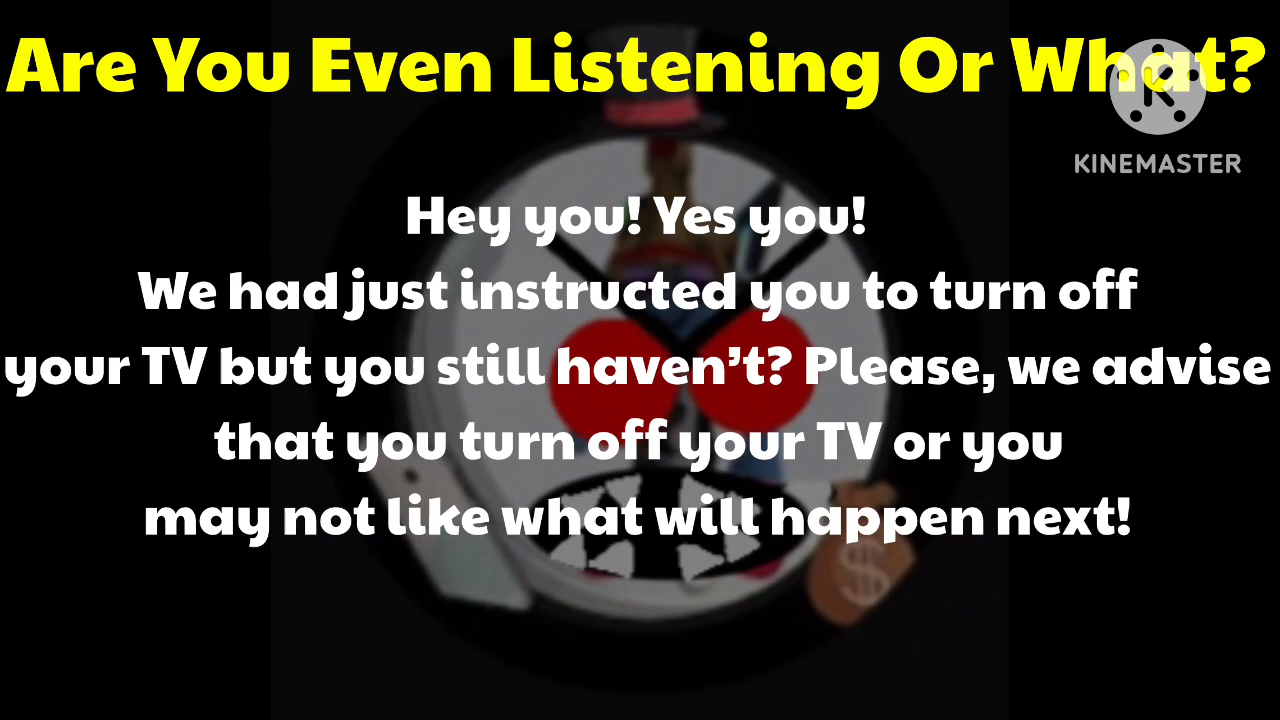 Are You Even Listening Or What?
KINEMASTER
Hey you! Yes you!
We had just instructed you to turn off
your TV but you still haven't? Please, we advise
that you turn off your TV or you
may not like what will happen next!
$